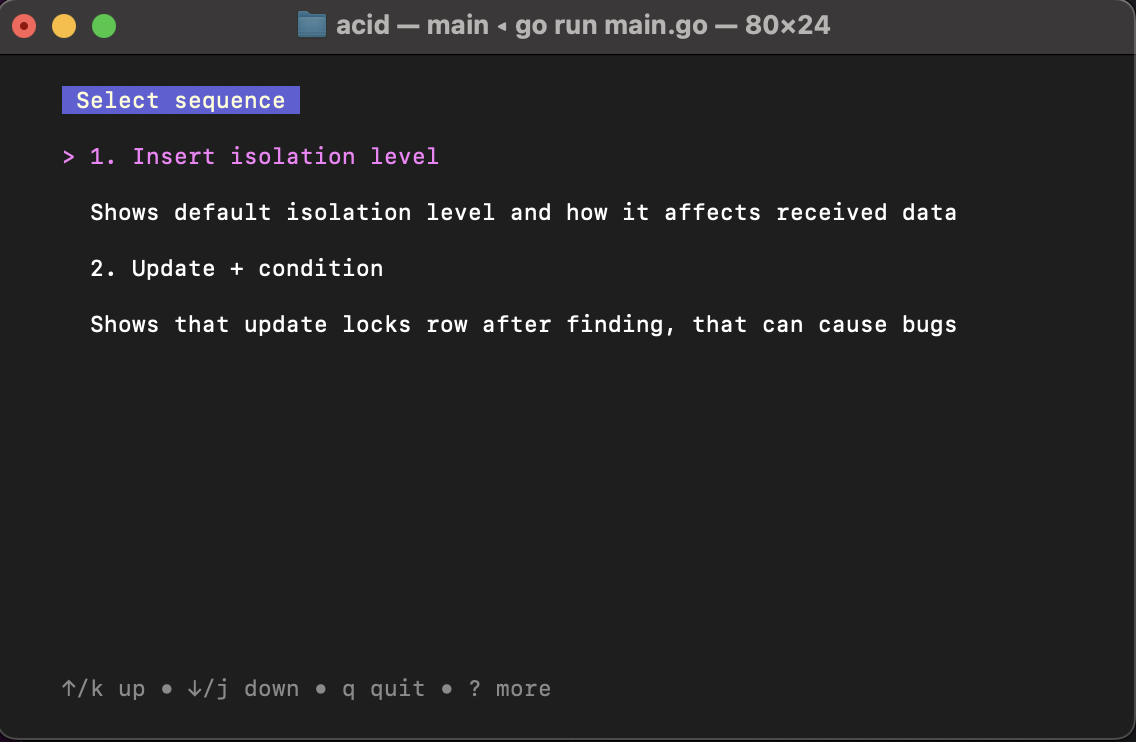 acid — main ◂ go run main.go — 80×24
Select sequence
> 1. Insert isolation level
Shows default isolation level and how it affects received data
2. Update + condition
Shows that update locks row after finding, that can cause bugs
↑/k up • ↓/j down • q quit • ? more